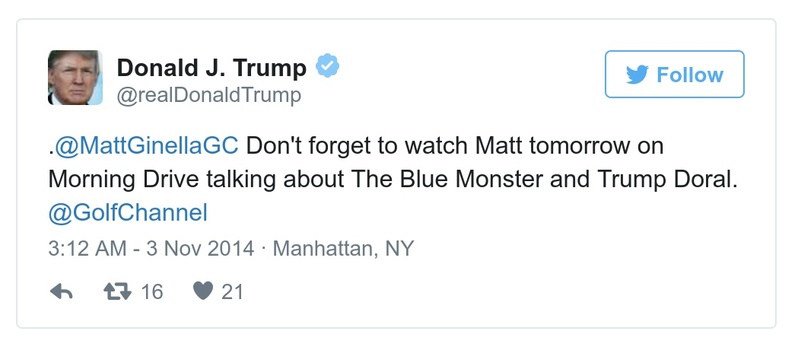 Donald J. Trump
Follow
@realDonaldTrump
.@MattGinellaGC Don't forget to watch Matt tomorrow on
Morning Drive talking about The Blue Monster and Trump Doral.
@GolfChannel
3:12 AM - 3 Nov 2014 · Manhattan, NY
16 21